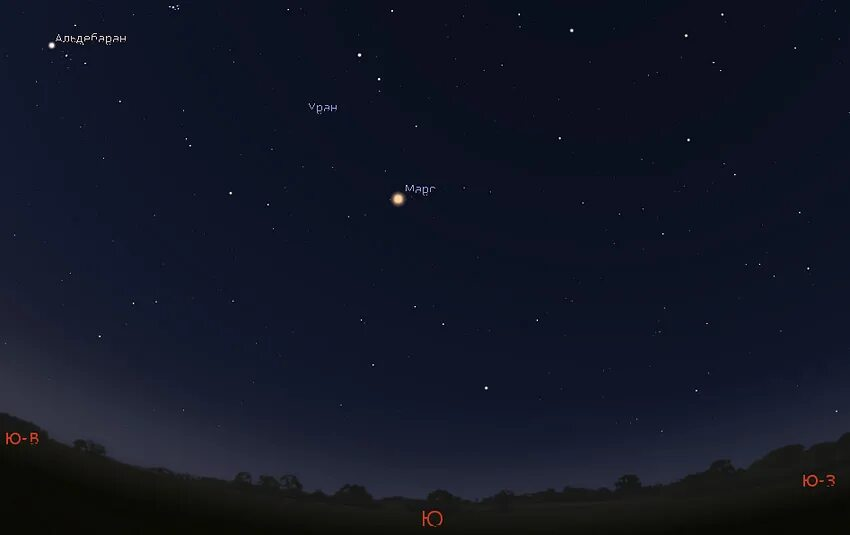 Альдебаран
Уран
Марс
Ю-В
Ю-З
Ю